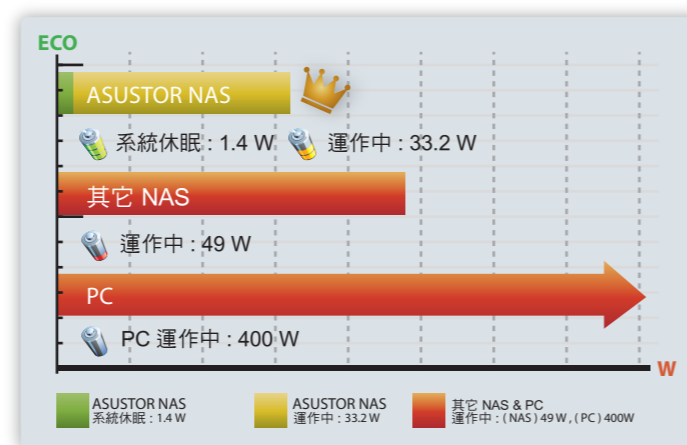 ECO
ASUSTOR NAS
系統休眠 : 1.4 W 運作中 : 33.2 W
其它 NAS
運作中 : 49 W
PC
PC 運作中 : 400 W
W
ASUSTOR NAS
系統休眠 : 1.4 W
ASUSTOR NAS
運作中 : 33.2 W
其它 NAS & PC
運作中 : ( NAS ) 49 W , ( PC ) 400W